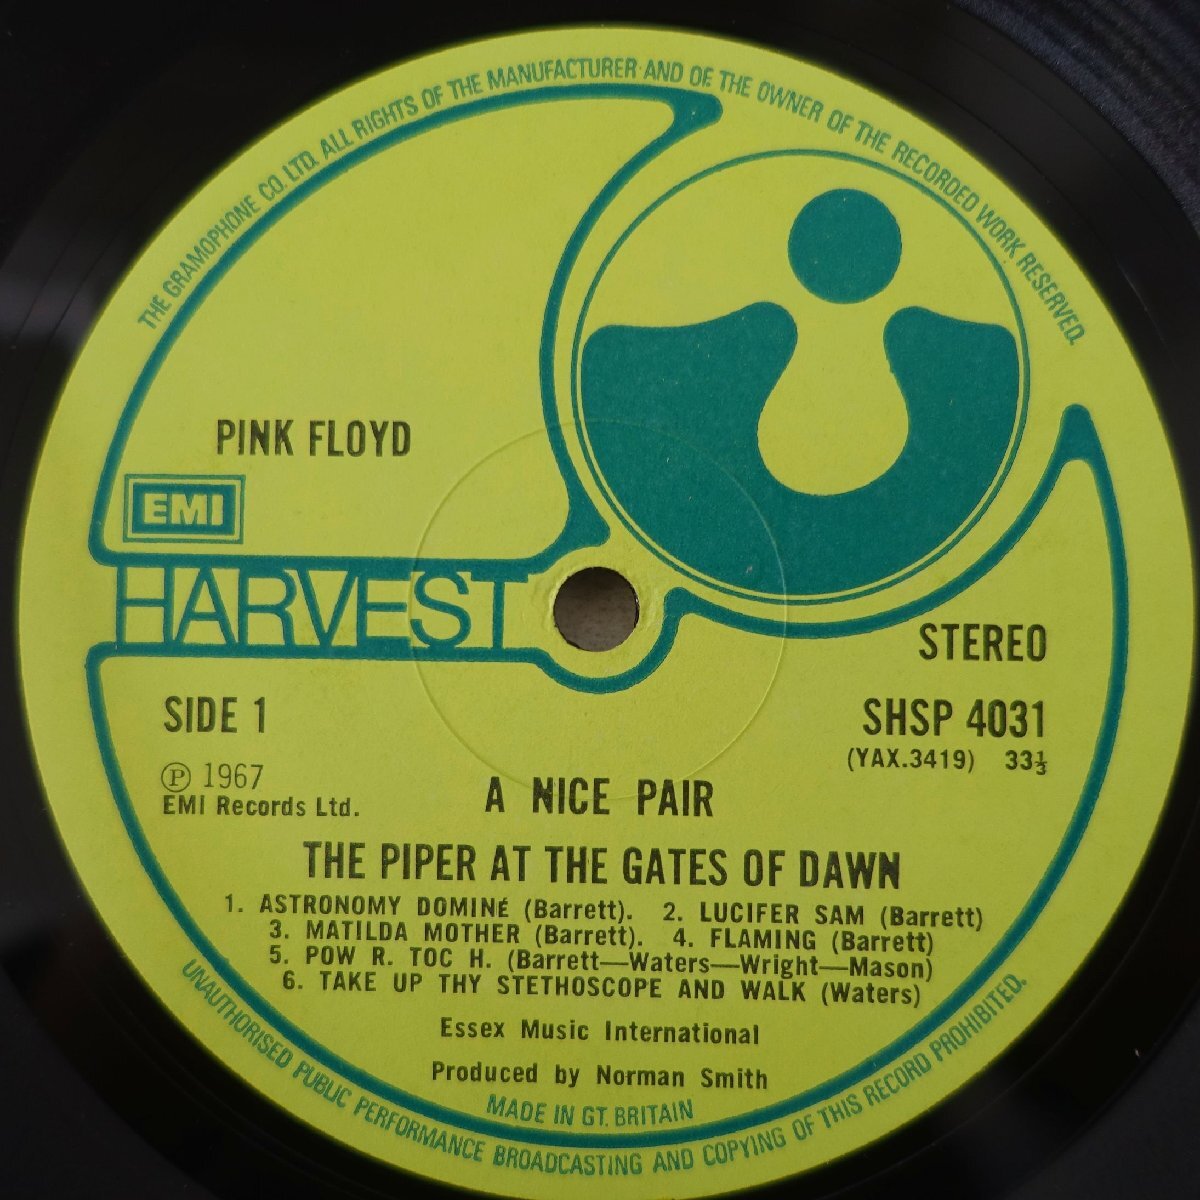 THE GRAMOPHONE CO. LTD. ALL RIGHTS OF THE MANUFACTURER AND OF THE OWNER OF THE RECORDED WORK RESERVED.
PINK FLOYD
EMI
HARVEST
STEREO
SIDE 1
SHSP 4031
(YAX.3419) 33⅓
Ⓟ 1967
EMI Records Ltd.
A NICE PAIR
THE PIPER AT THE GATES OF DAWN
1. ASTRONOMY DOMINÉ (Barrett). 2. LUCIFER SAM (Barrett)
3. MATILDA MOTHER (Barrett). 4. FLAMING (Barrett)
5. POW R. TOC H. (Barrett—Waters—Wright—Mason)
6. TAKE UP THY STETHOSCOPE AND WALK (Waters)
Essex Music International
Produced by Norman Smith
MADE IN GT. BRITAIN
UNAUTHORISED PUBLIC PERFORMANCE BROADCASTING AND COPYING OF THIS RECORD PROHIBITED.